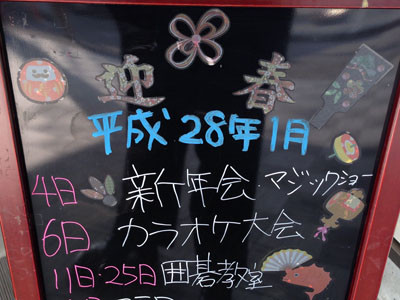 迎春
平成28年1月
4日 新年会・マジックショー
6日 カラオケ大会
11日・25日 囲碁教室